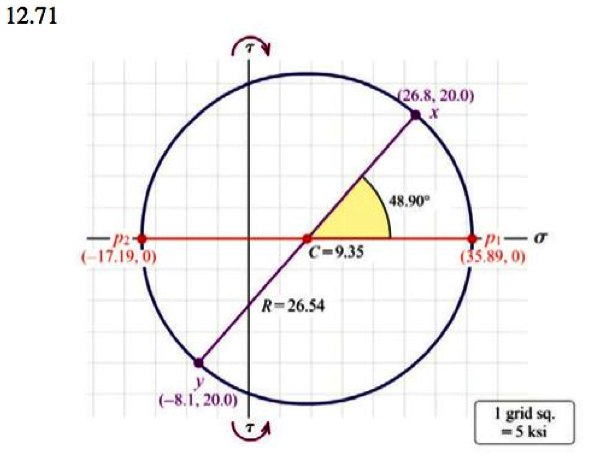 12.71
τ
(26.8, 20.0)
x
48.90°
p2
p1
σ
(–17.19, 0)
C=9.35
(35.89, 0)
R=26.54
y
(–8.1, 20.0)
τ
1 grid sq.
= 5 ksi